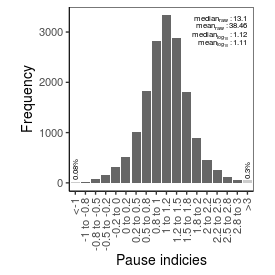 median_raw : 13.1
mean_raw : 38.46
median_log10 : 1.12
mean_log10 : 1.11
Frequency
3000
2000
1000
0
0.08%
0.3%
<-1
-1 to -0.8
-0.8 to -0.5
-0.5 to -0.2
-0.2 to 0
0 to 0.2
0.2 to 0.5
0.5 to 0.8
0.8 to 1
1 to 1.2
1.2 to 1.5
1.5 to 1.8
1.8 to 2
2 to 2.2
2.2 to 2.5
2.5 to 2.8
2.8 to 3
>3
Pause indicies